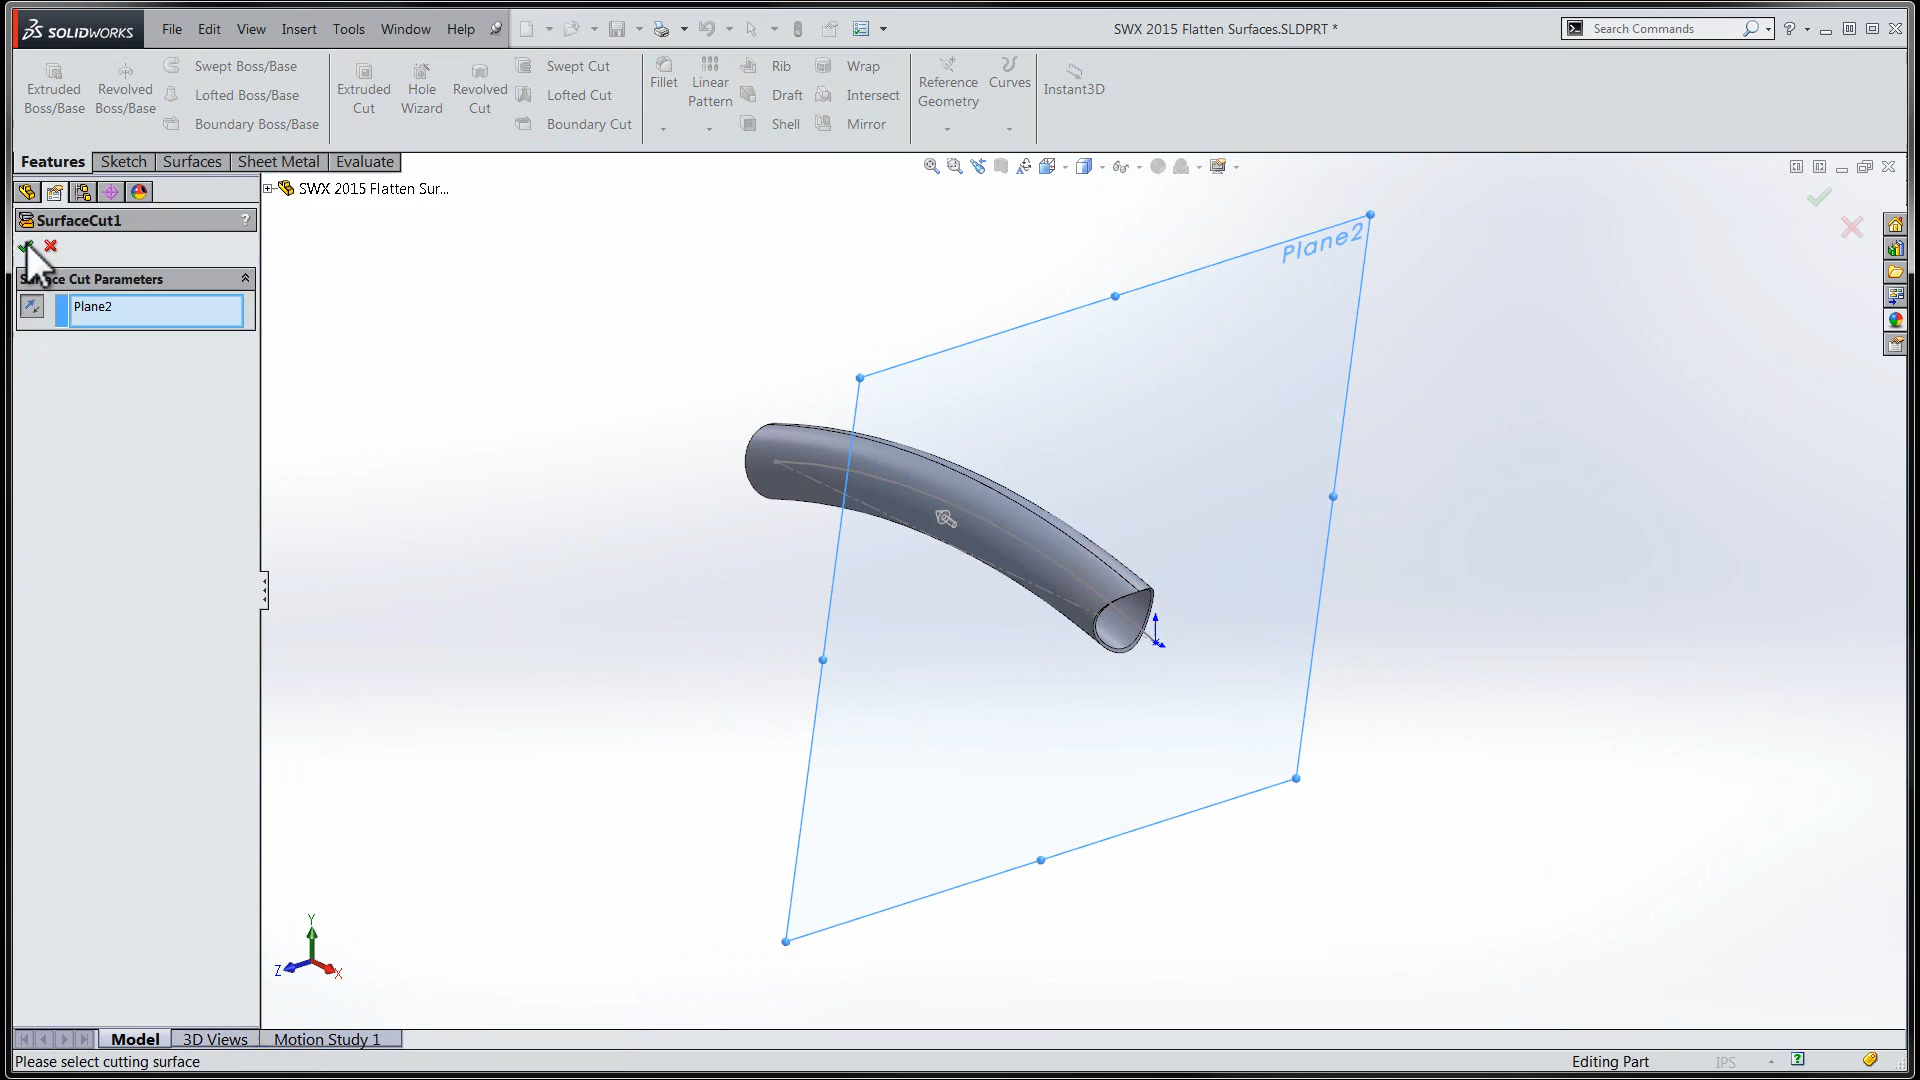 SOLIDWORKS File Edit View Insert Tools Window Help SWX 2015 Flatten Surfaces.SLDPRT * Search Commands ?
Extruded Boss/Base
Revolved Boss/Base
Swept Boss/Base
Lofted Boss/Base
Boundary Boss/Base
Extruded Cut
Hole Wizard
Revolved Cut
Swept Cut
Lofted Cut
Boundary Cut
Fillet
Linear Pattern
Rib
Draft
Shell
Wrap
Intersect
Mirror
Reference Geometry
Curves
Instant3D
Features Sketch Surfaces Sheet Metal Evaluate
SWX 2015 Flatten Sur...
SurfaceCut1 ?
Cut Parameters
Plane2
Plane2
Y
Z
X
Model 3D Views Motion Study 1
Please select cutting surface Editing Part IPS ?